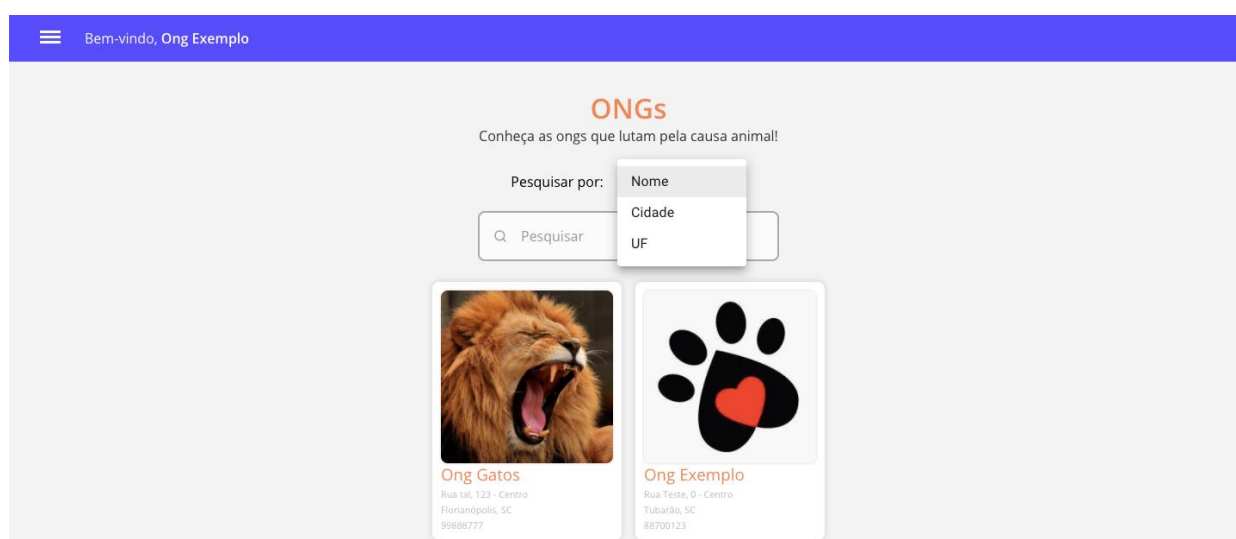 Bem-vindo, Ong Exemplo
ONGs
Conheça as ongs que lutam pela causa animal!
Pesquisar por:
Nome
Cidade
UF
Pesquisar
Ong Gatos
Rua tal, 123 - Centro
Florianópolis, SC
99888777
Ong Exemplo
Rua Teste, 0 - Centro
Tubarão, SC
88700123